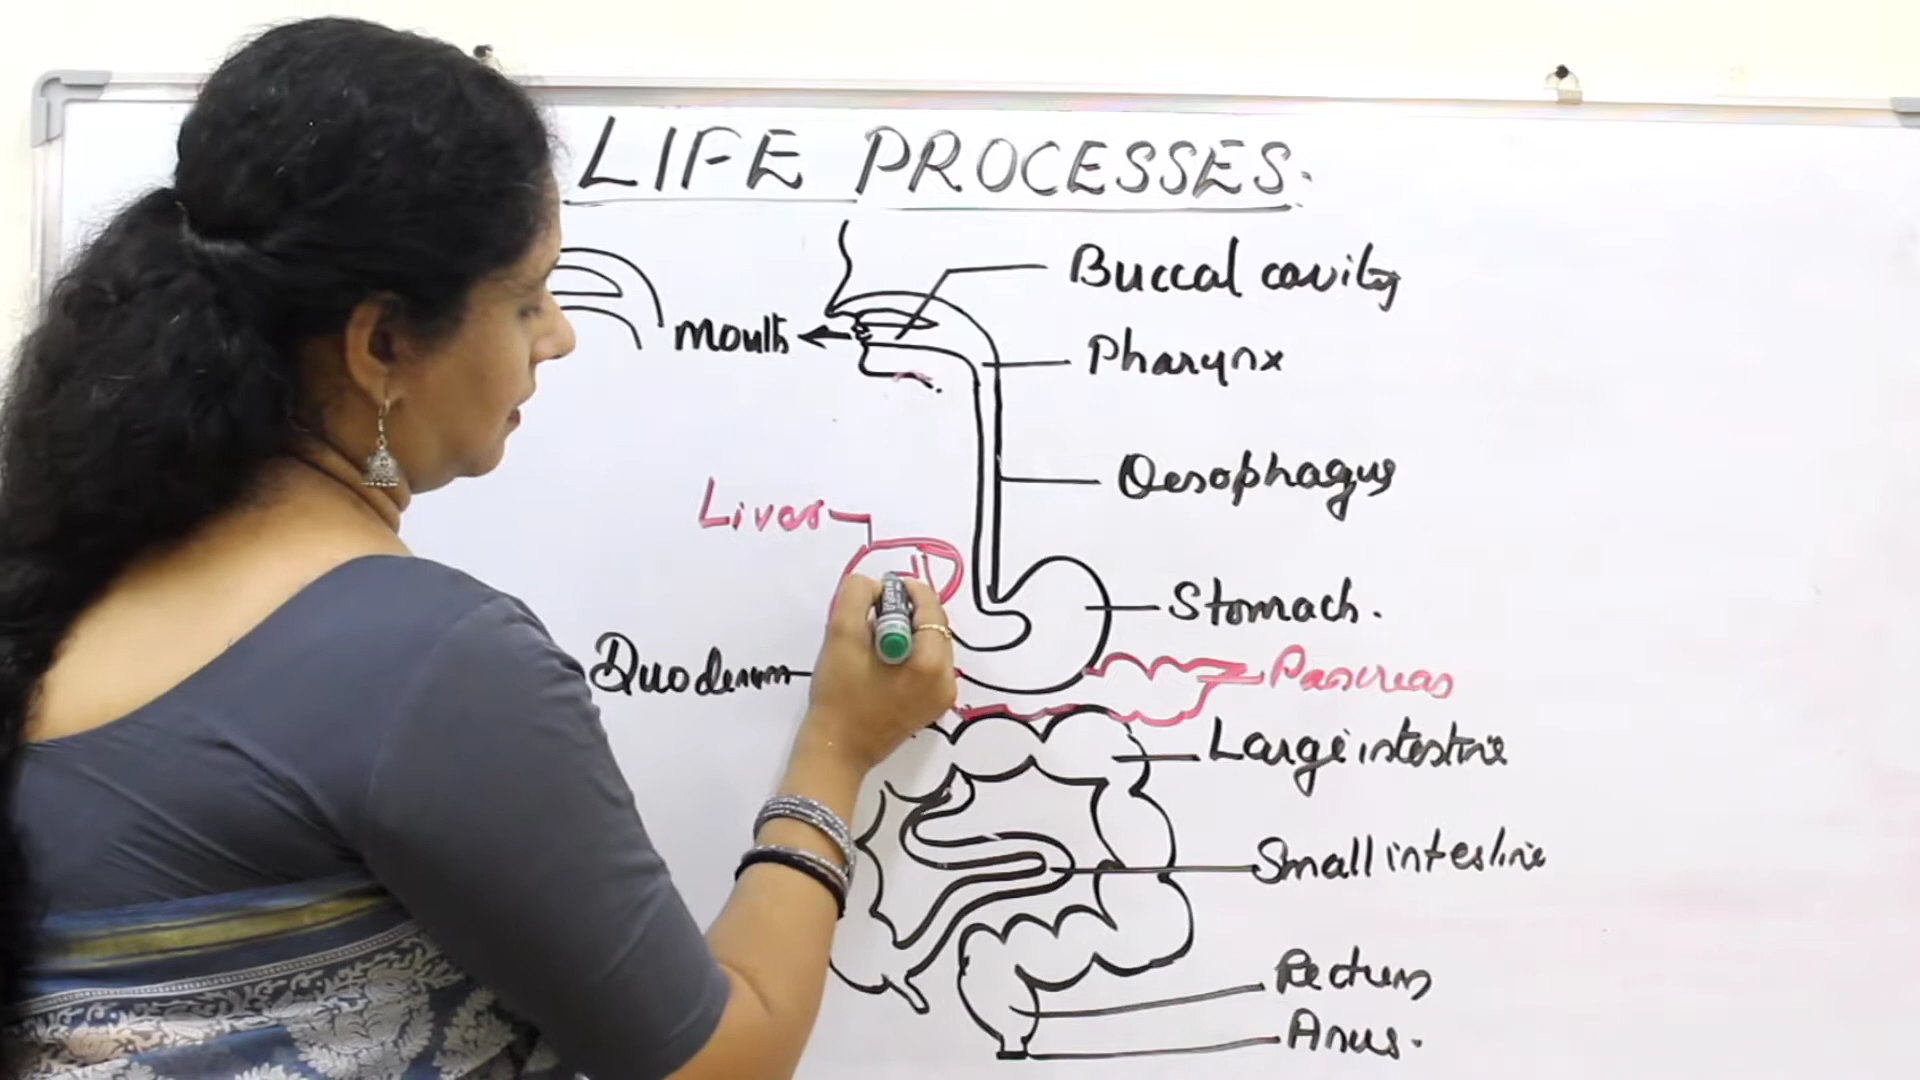 LIFE PROCESSES.
Buccal cavity
Mouth
Pharynx
Oesophagus
Liver
Stomach.
Duodenum
Pancreas
Large intestine
Small intestine
Rectum
Anus.